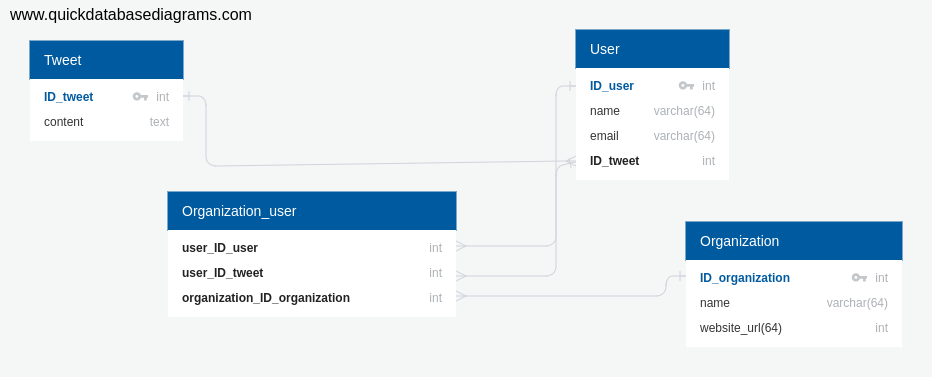 www.quickdatabasediagrams.com
Tweet
ID_tweet int
content text
User
ID_user int
name varchar(64)
email varchar(64)
ID_tweet int
Organization_user
user_ID_user int
user_ID_tweet int
organization_ID_organization int
Organization
ID_organization int
name varchar(64)
website_url(64) int